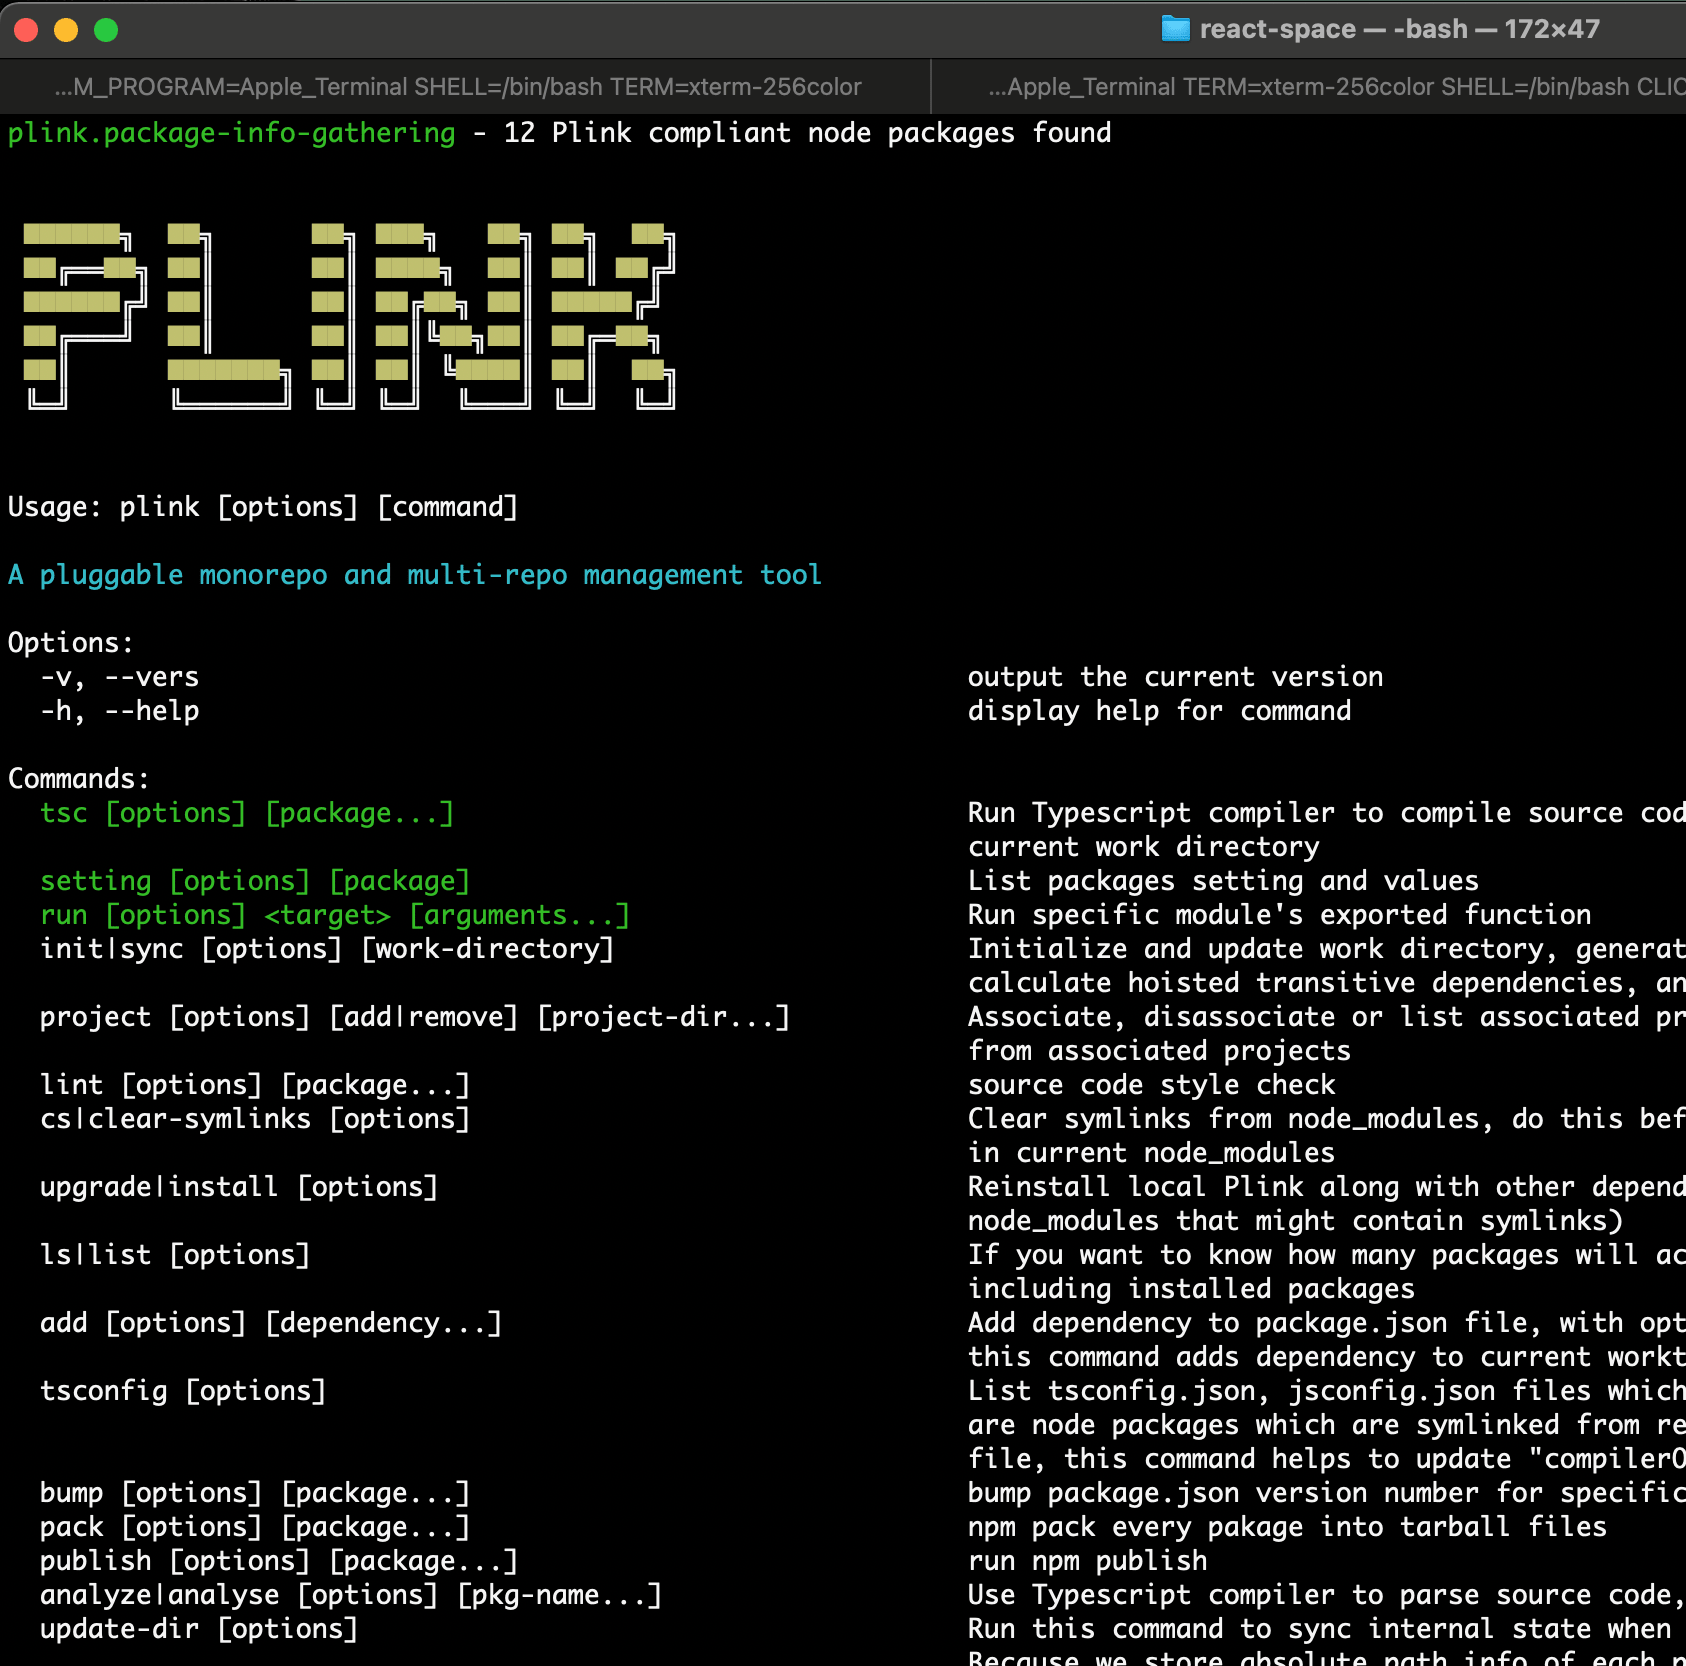 react-space — -bash — 172×47
...M_PROGRAM=Apple_Terminal SHELL=/bin/bash TERM=xterm-256color ...Apple_Terminal TERM=xterm-256color SHELL=/bin/bash CLIC
plink.package-info-gathering - 12 Plink compliant node packages found
PLINK
Usage: plink [options] [command]
A pluggable monorepo and multi-repo management tool
Options:
-v, --vers output the current version
-h, --help display help for command
Commands:
tsc [options] [package...] Run Typescript compiler to compile source cod
current work directory
setting [options] [package] List packages setting and values
run [options] <target> [arguments...] Run specific module's exported function
init|sync [options] [work-directory] Initialize and update work directory, generat
calculate hoisted transitive dependencies, an
project [options] [add|remove] [project-dir...] Associate, disassociate or list associated pr
from associated projects
lint [options] [package...] source code style check
cs|clear-symlinks [options] Clear symlinks from node_modules, do this bef
in current node_modules
upgrade|install [options] Reinstall local Plink along with other depend
node_modules that might contain symlinks)
ls|list [options] If you want to know how many packages will ac
including installed packages
add [options] [dependency...] Add dependency to package.json file, with opt
this command adds dependency to current workt
tsconfig [options] List tsconfig.json, jsconfig.json files which
are node packages which are symlinked from re
file, this command helps to update "compilerO
bump [options] [package...] bump package.json version number for specific
pack [options] [package...] npm pack every pakage into tarball files
publish [options] [package...] run npm publish
analyze|analyse [options] [pkg-name...] Use Typescript compiler to parse source code,
update-dir [options] Run this command to sync internal state when
Because we store absolute path info of each p